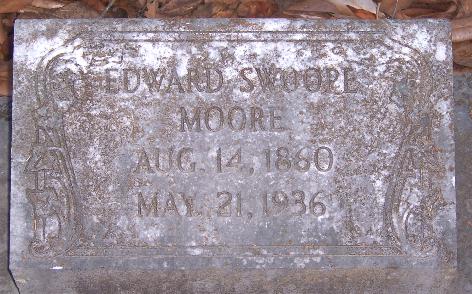 EDWARD SWOOPE
MOORE
AUG. 14, 1860
MAY. 21, 1936